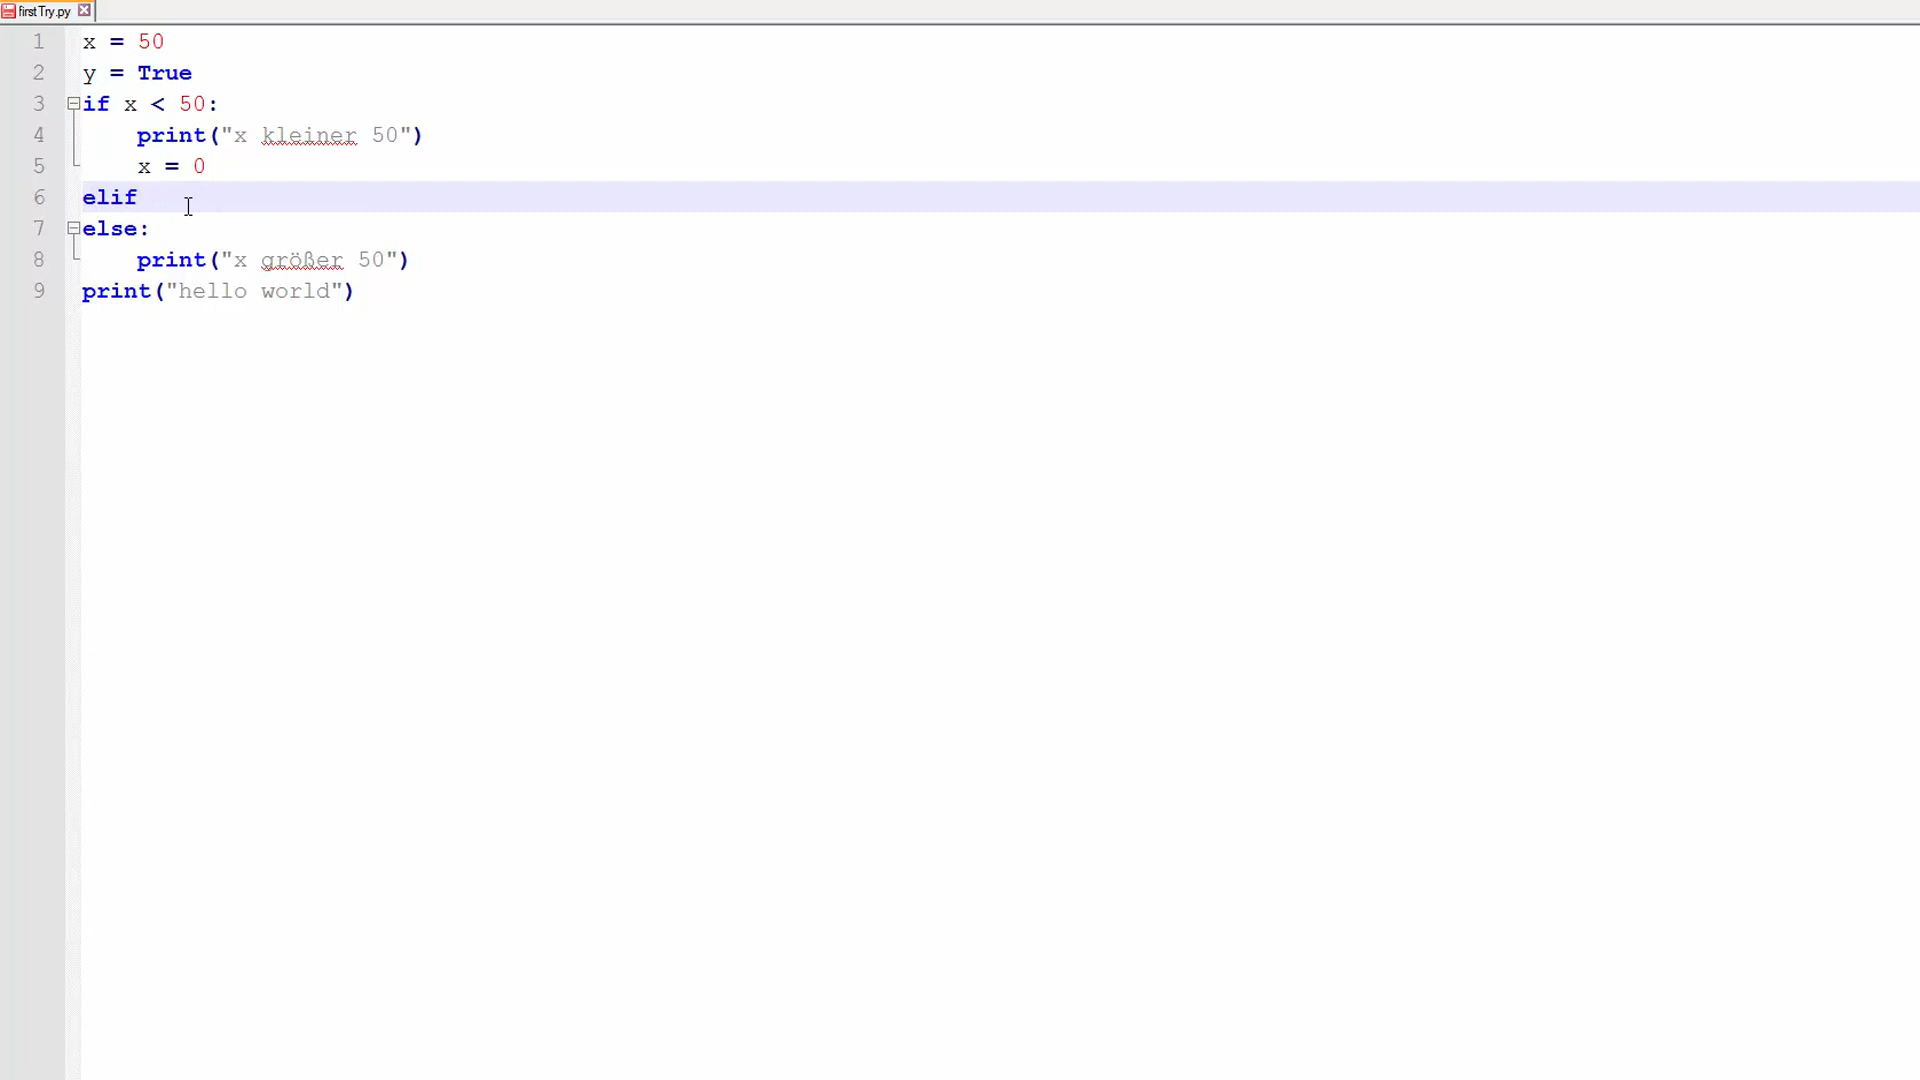 firstTry.py
1 x = 50
2 y = True
3 if x < 50:
4     print("x kleiner 50")
5     x = 0
6 elif
7 else:
8     print("x größer 50")
9 print("hello world")